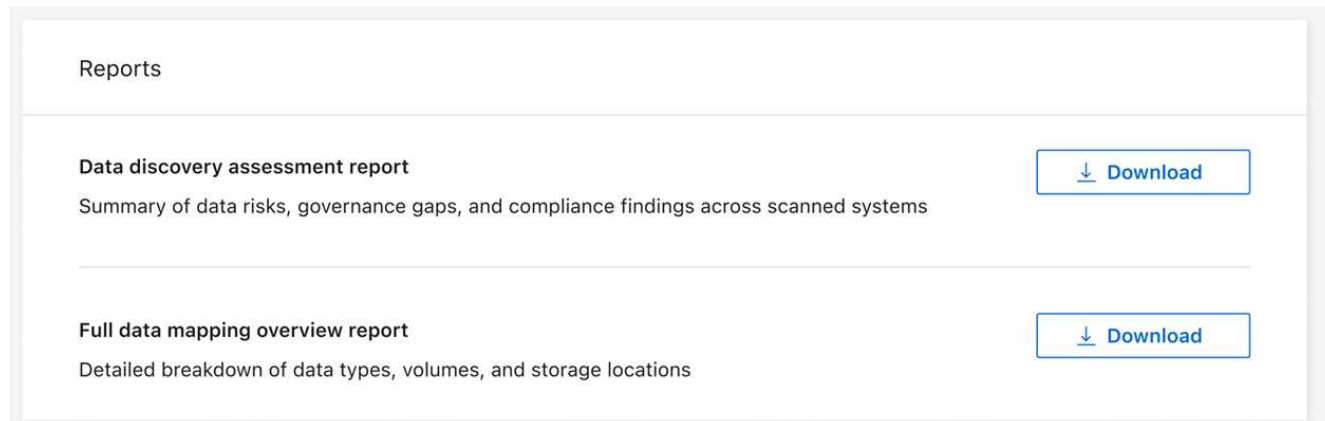 Reports
Data discovery assessment report
Download
Summary of data risks, governance gaps, and compliance findings across scanned systems
Full data mapping overview report
Download
Detailed breakdown of data types, volumes, and storage locations